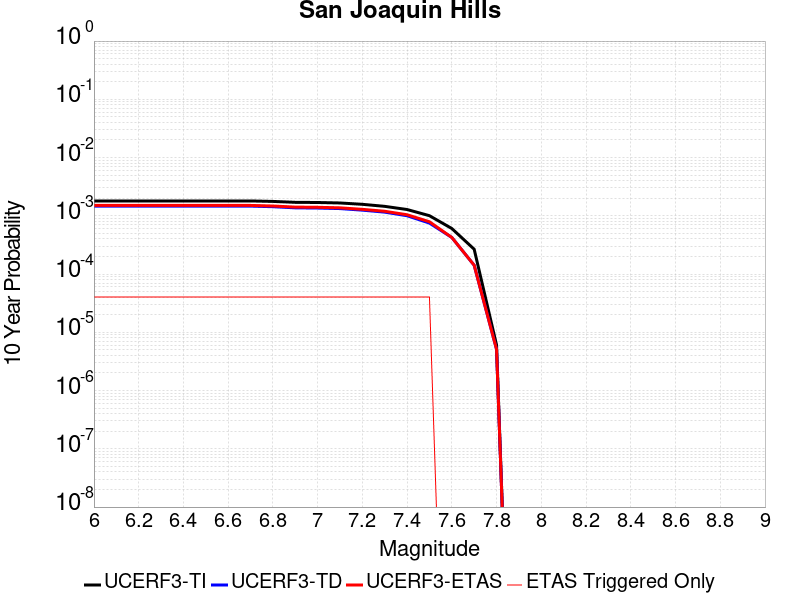 San Joaquin Hills
10 Year Probability
10^0
10^-1
10^-2
10^-3
10^-4
10^-5
10^-6
10^-7
10^-8
6 6.2 6.4 6.6 6.8 7 7.2 7.4 7.6 7.8 8 8.2 8.4 8.6 8.8 9
Magnitude
UCERF3-TI UCERF3-TD UCERF3-ETAS ETAS Triggered Only